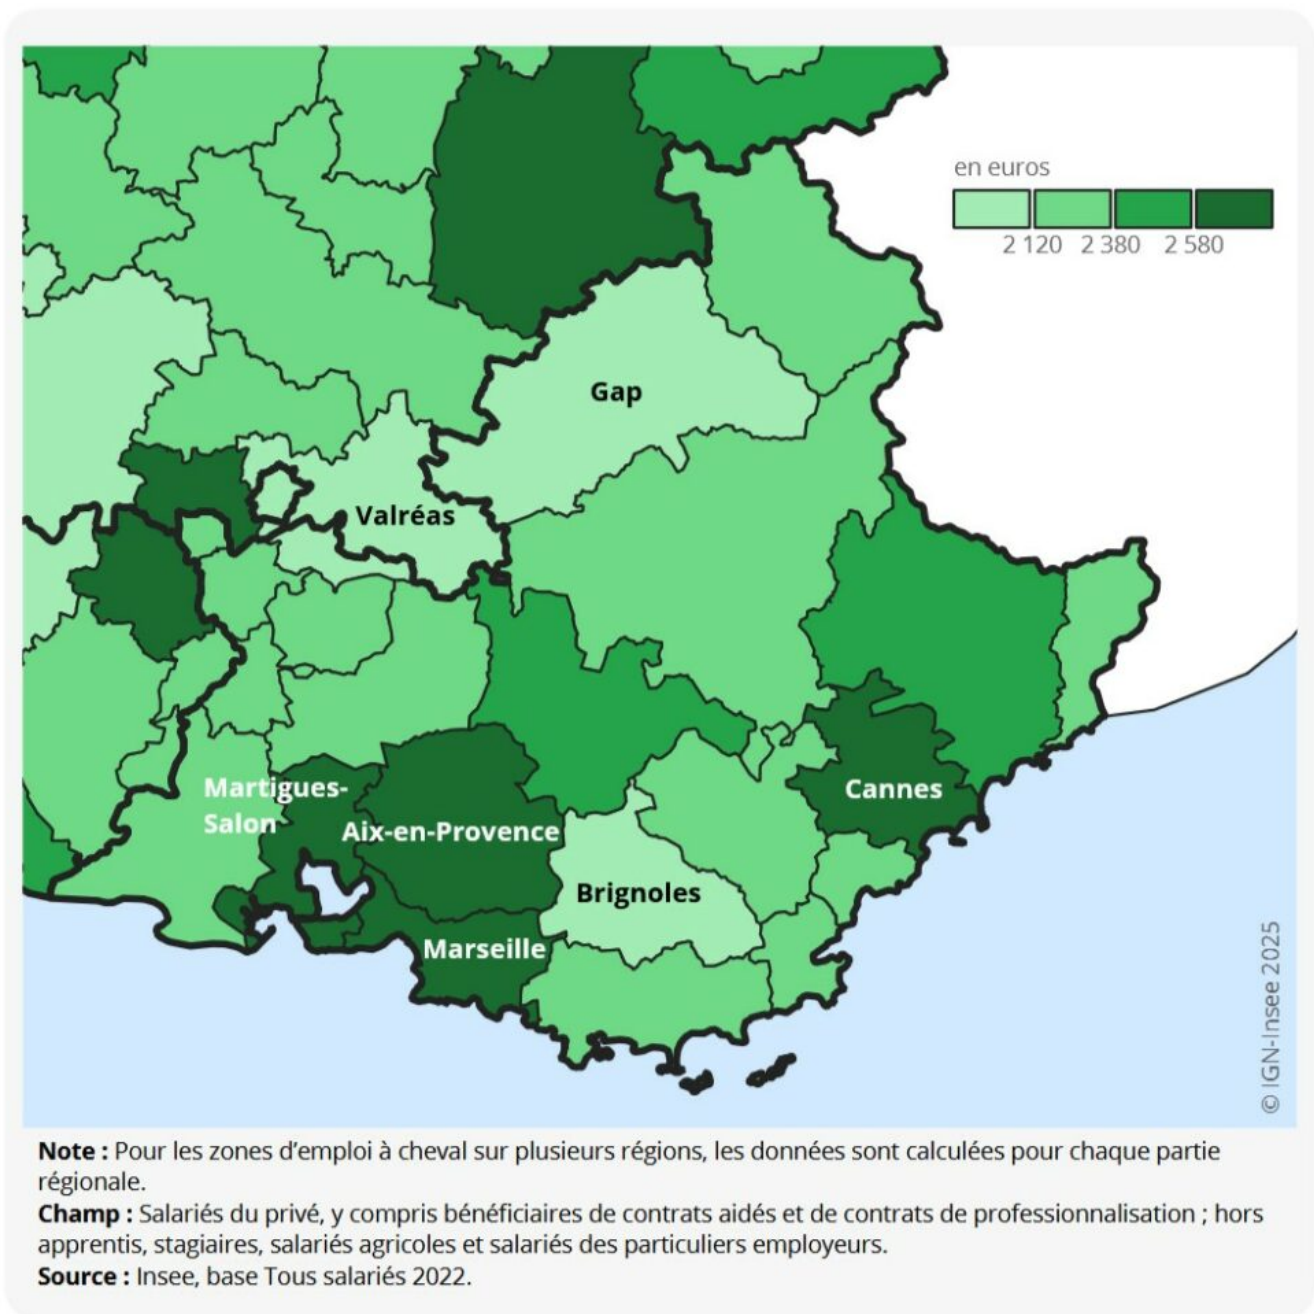 en euros
2 120 2 380 2 580
Gap
Valréas
Martigues-
Salon
Aix-en-Provence
Cannes
Brignoles
Marseille
© IGN-Insee 2025
Note : Pour les zones d’emploi à cheval sur plusieurs régions, les données sont calculées pour chaque partie
régionale.
Champ : Salariés du privé, y compris bénéficiaires de contrats aidés et de contrats de professionnalisation ; hors
apprentis, stagiaires, salariés agricoles et salariés des particuliers employeurs.
Source : Insee, base Tous salariés 2022.